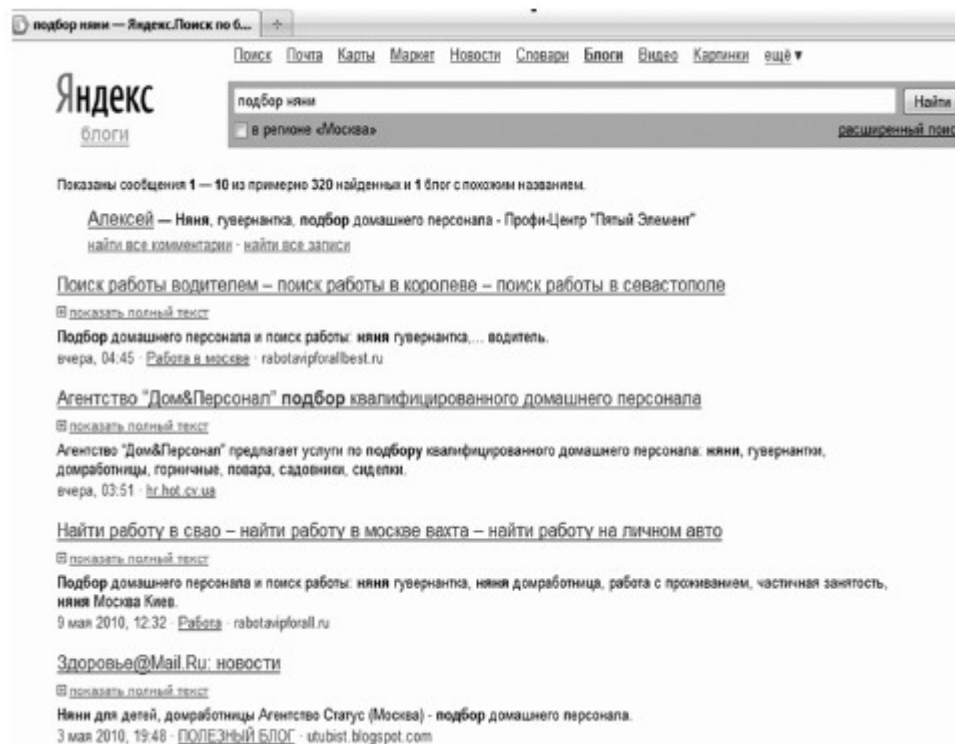 подбор няни — Яндекс.Поиск по б...
Поиск Почта Карты Маркет Новости Словари Блоги Видео Картинки ещё ▼
Яндекс
блоги
подбор няни
Найти
в регионе «Москва»
расширенный поис
Показаны сообщения 1 — 10 из примерно 320 найденных и 1 блог с похожим названием.
Алексей — Няня, гувернантка, подбор домашнего персонала - Профи-Центр "Пятый Элемент"
найти все комментарии · найти все записи
Поиск работы водителем – поиск работы в королеве – поиск работы в севастополе
показать полный текст
Подбор домашнего персонала и поиск работы: няня гувернантка,... водитель.
вчера, 04:45 · Работа в москве · rabotavipforallbest.ru
Агентство "Дом&Персонал" подбор квалифицированного домашнего персонала
показать полный текст
Агентство "Дом&Персонал" предлагает услуги по подбору квалифицированного домашнего персонала: няни, гувернантки,
домработницы, горничные, повара, садовники, сиделки.
вчера, 03:51 · hr.hot.cv.ua
Найти работу в свао – найти работу в москве вахта – найти работу на личном авто
показать полный текст
Подбор домашнего персонала и поиск работы: няня гувернантка, няня домработница, работа с проживанием, частичная занятость,
няня Москва Киев.
9 мая 2010, 12:32 · Работа · rabotavipforall.ru
Здоровье@Mail.Ru: новости
показать полный текст
Няни для детей, домработницы Агентство Статус (Москва) - подбор домашнего персонала.
3 мая 2010, 19:48 · ПОЛЕЗНЫЙ БЛОГ · utubist.blogspot.com